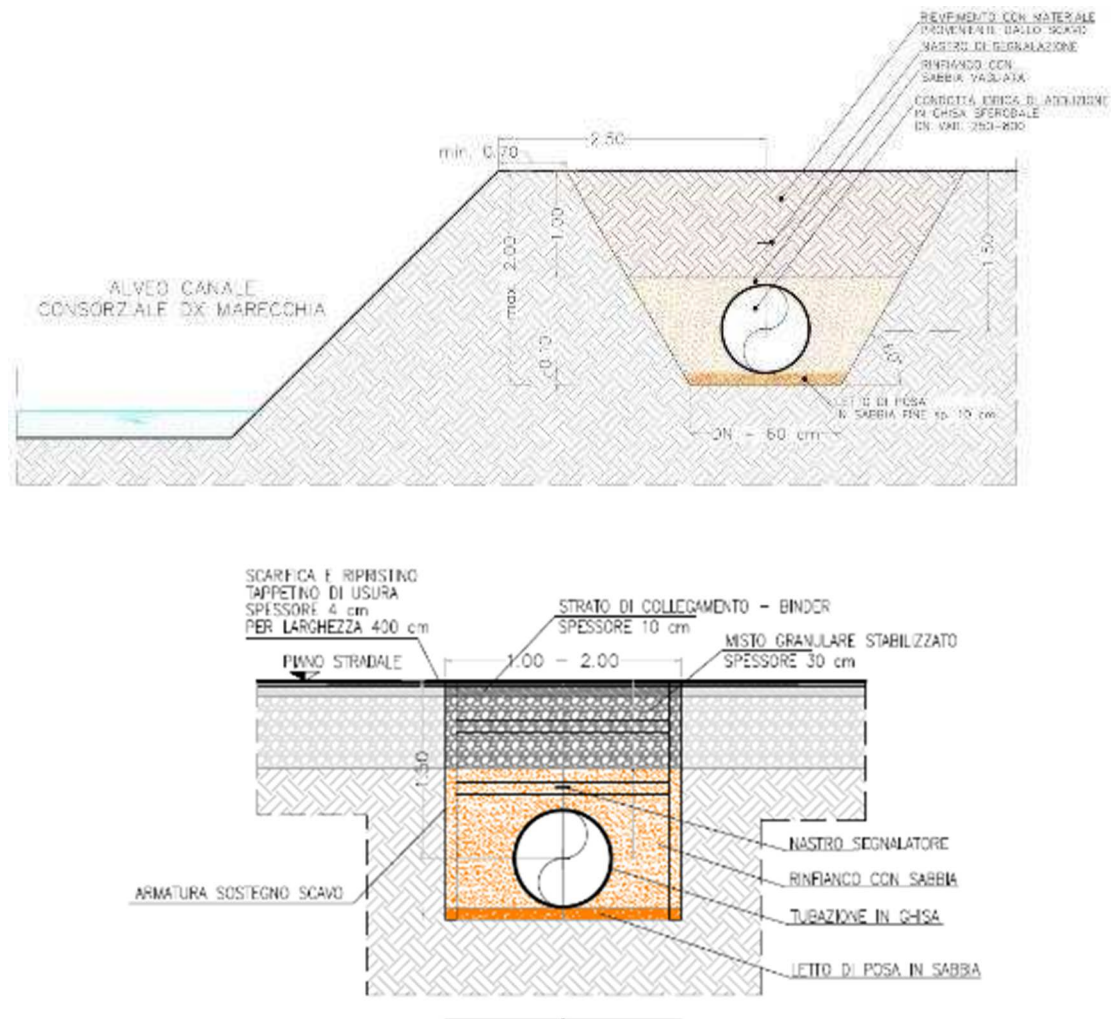 RIEMPIMENTO CON MATERIALE
PROVENIENTE DALLO SCAVO
NASTRO DI SEGNALAZIONE
RINFIANCO CON
SABBIA VAGLIATA
CONDOTTA IDRICA DI ADDUZIONE
IN GHISA SFEROIDALE
DN VAR. 250-800
2.50
min. 0.70
1.00
max 2.00
1.50
0.10
ALVEO CANALE
CONSORZIALE DX MARECCHIA
LETTO DI POSA
IN SABBIA FINE sp. 10 cm
60 cm
SCARIFICA E RIPRISTINO
TAPPETINO DI USURA
SPESSORE 4 cm
PER LARGHEZZA 400 cm
STRATO DI COLLEGAMENTO - BINDER
SPESSORE 10 cm
MISTO GRANULARE STABILIZZATO
SPESSORE 30 cm
PIANO STRADALE
1.00 - 2.00
1.50
NASTRO SEGNALATORE
RINFIANCO CON SABBIA
ARMATURA SOSTEGNO SCAVO
TUBAZIONE IN GHISA
LETTO DI POSA IN SABBIA